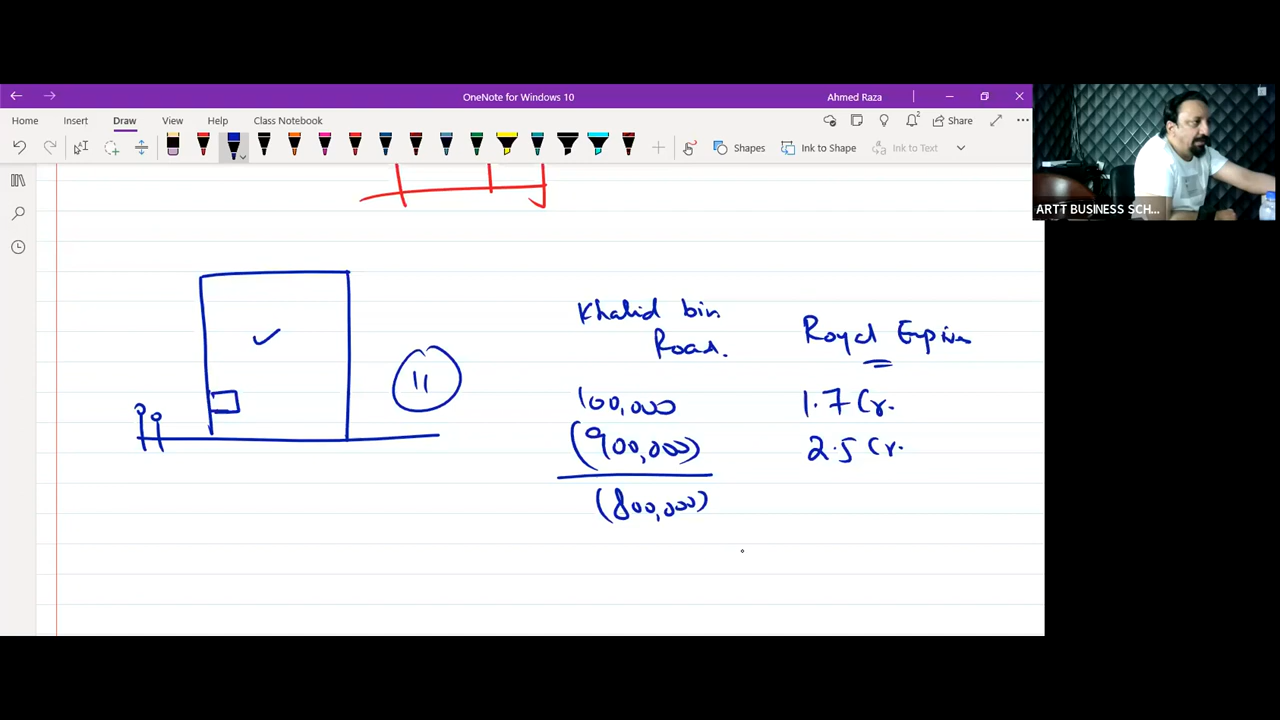 OneNote for Windows 10
Ahmed Raza
Home Insert Draw View Help Class Notebook
Share
Shapes Ink to Shape Ink to Text
ARTT BUSINESS SCH...
11
Khalid bin
Road.
100,000
(900,000)
(800,000)
Royal
1.7 Cr.
2.5 Cr.